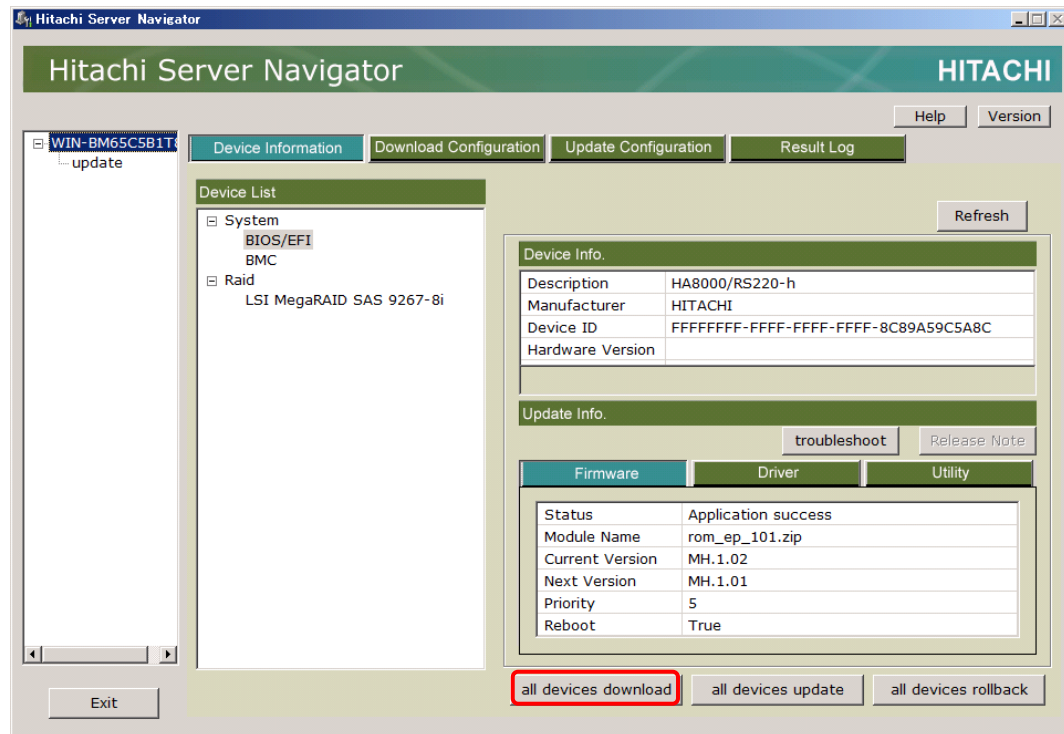 Hitachi Server Navigator
Hitachi Server Navigator HITACHI
Help Version
WIN-BM65C5B1T8
update
Device Information Download Configuration Update Configuration Result Log
Device List
System
BIOS/EFI
BMC
Raid
LSI MegaRAID SAS 9267-8i
Refresh
Device Info.
Description HA8000/RS220-h
Manufacturer HITACHI
Device ID FFFFFFFF-FFFF-FFFF-FFFF-8C89A59C5A8C
Hardware Version
Update Info.
troubleshoot Release Note
Firmware Driver Utility
Status Application success
Module Name rom_ep_101.zip
Current Version MH.1.02
Next Version MH.1.01
Priority 5
Reboot True
Exit
all devices download all devices update all devices rollback